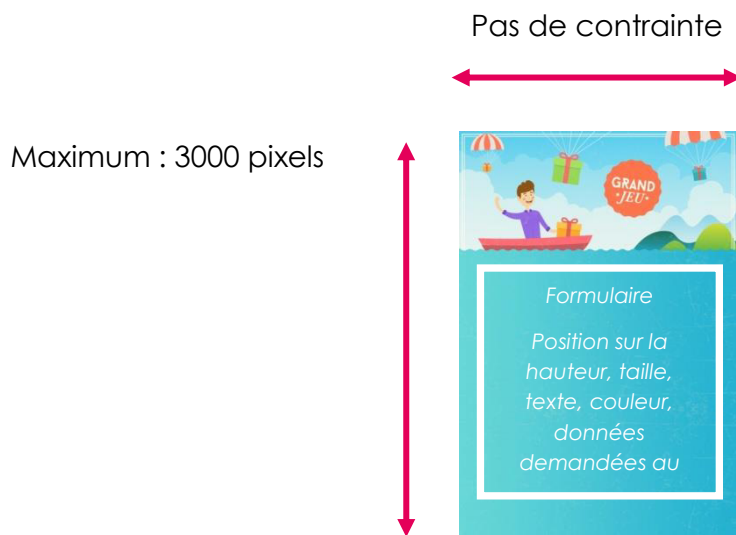 Pas de contrainte
Maximum : 3000 pixels
GRAND
JEU
Formulaire
Position sur la
hauteur, taille,
texte, couleur,
données
demandées au